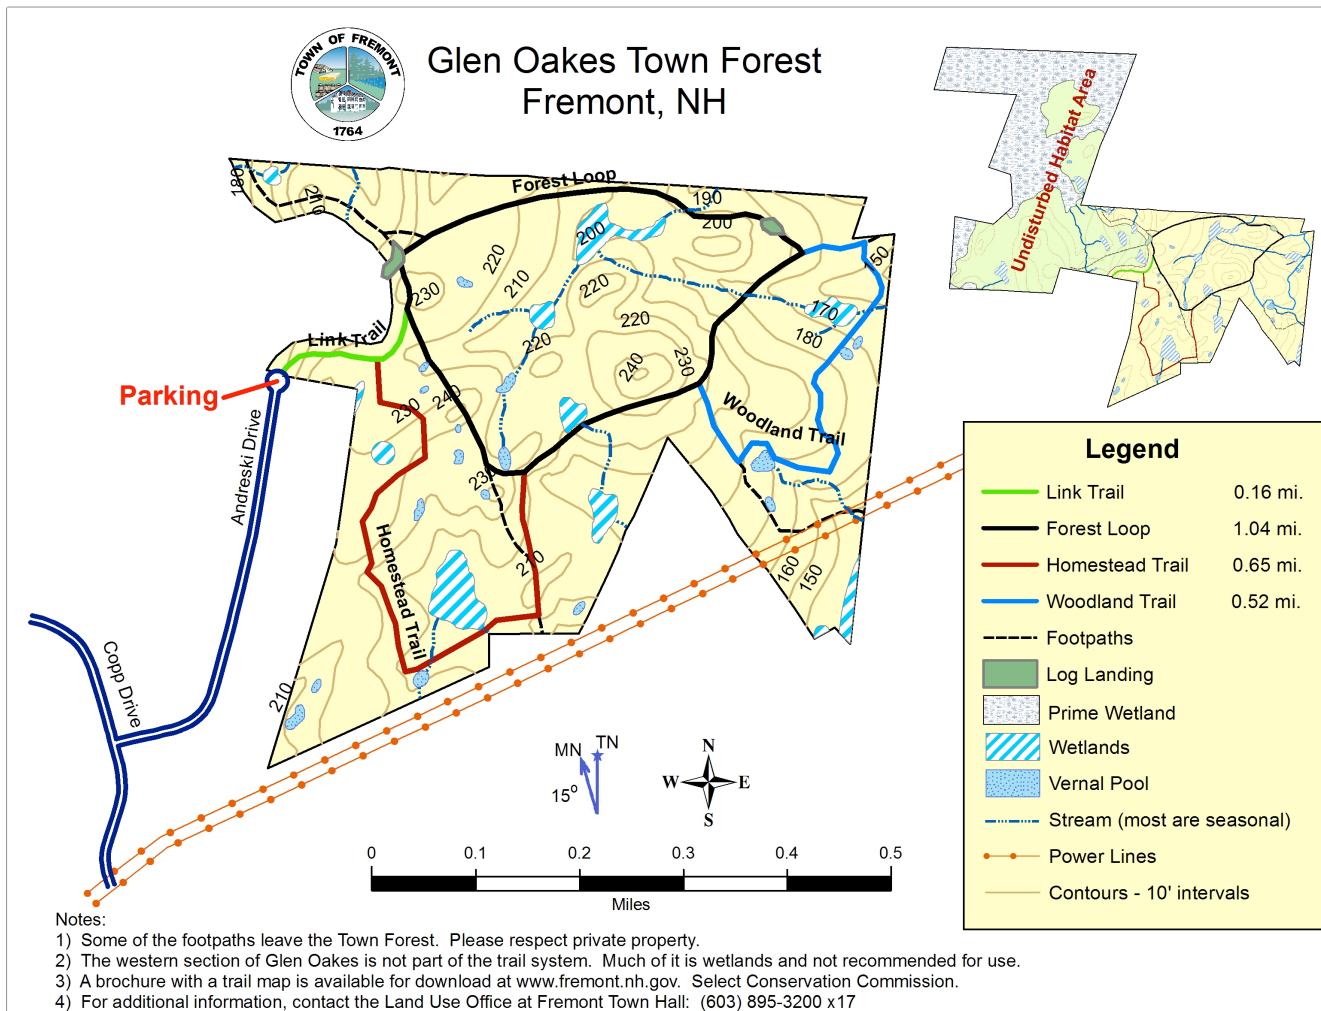 TOWN OF FREMONT
1764
Glen Oakes Town Forest
Fremont, NH
Undisturbed Habitat Area
Forest Loop
180
210
190
200
200
150
220
210
220
230
170
180
220
220
230
240
Link Trail
Parking
230
240
Woodland Trail
Andreski Drive
230
Homestead Trail
210
160
150
210
Copp Drive
Legend
Link Trail 0.16 mi.
Forest Loop 1.04 mi.
Homestead Trail 0.65 mi.
Woodland Trail 0.52 mi.
Footpaths
Log Landing
Prime Wetland
Wetlands
Vernal Pool
Stream (most are seasonal)
Power Lines
Contours - 10' intervals
MN TN
15°
N
W E
S
0 0.1 0.2 0.3 0.4 0.5
Miles
Notes:
1) Some of the footpaths leave the Town Forest. Please respect private property.
2) The western section of Glen Oakes is not part of the trail system. Much of it is wetlands and not recommended for use.
3) A brochure with a trail map is available for download at www.fremont.nh.gov. Select Conservation Commission.
4) For additional information, contact the Land Use Office at Fremont Town Hall: (603) 895-3200 x17